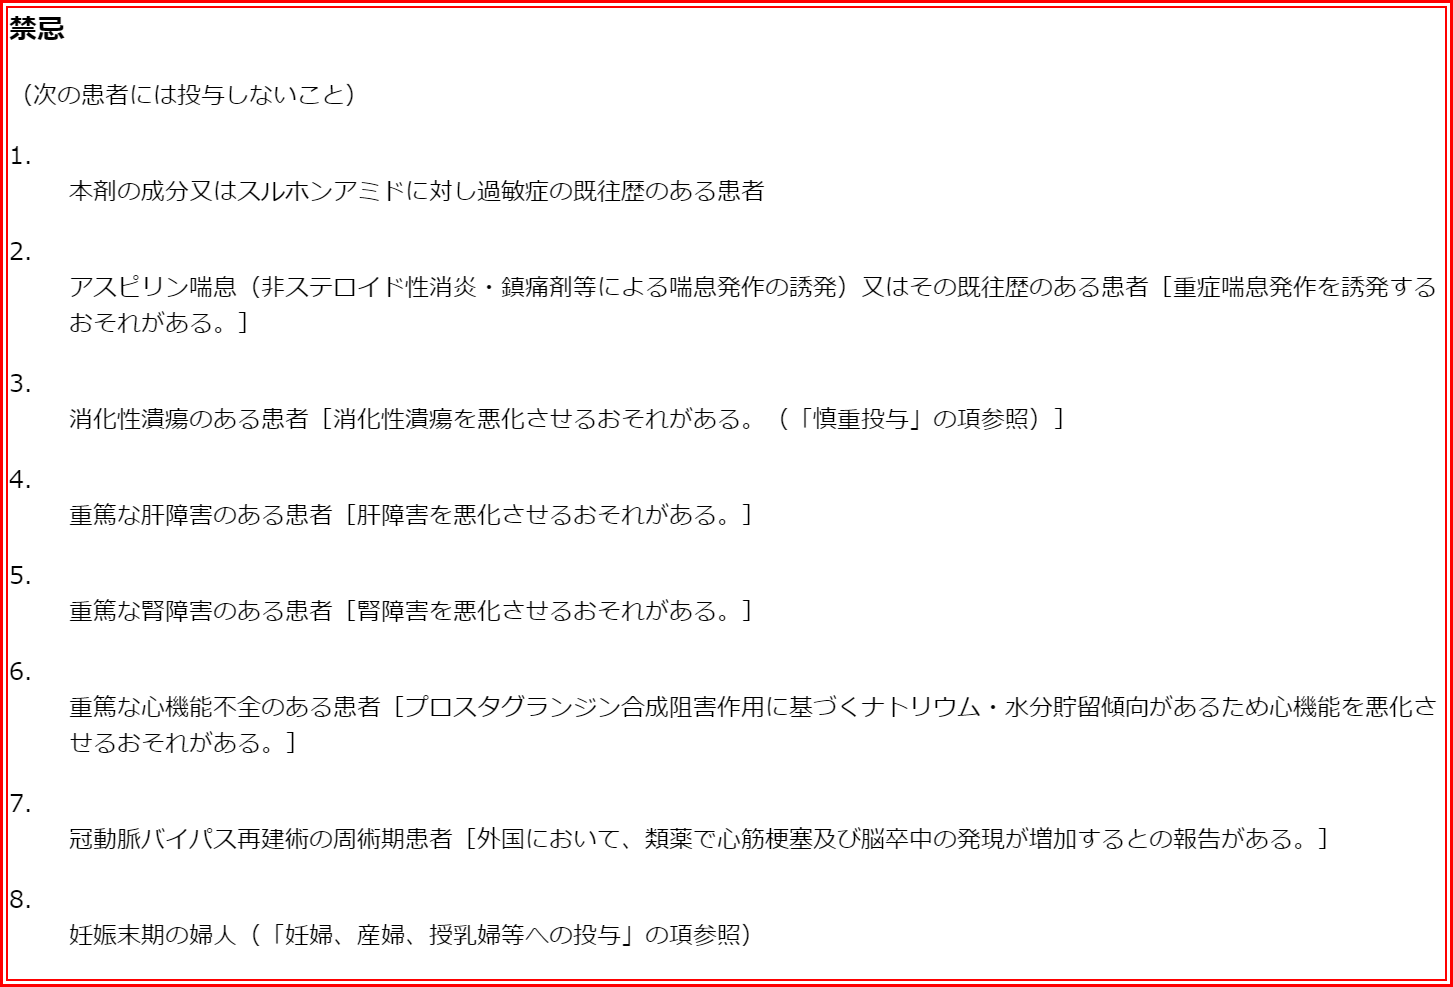 禁忌
（次の患者には投与しないこと）
1.
本剤の成分又はスルホンアミドに対し過敏症の既往歴のある患者
2.
アスピリン喘息（非ステロイド性消炎・鎮痛剤等による喘息発作の誘発）又はその既往歴のある患者［重症喘息発作を誘発する
おそれがある。］
3.
消化性潰瘍のある患者［消化性潰瘍を悪化させるおそれがある。（「慎重投与」の項参照）］
4.
重篤な肝障害のある患者［肝障害を悪化させるおそれがある。］
5.
重篤な腎障害のある患者［腎障害を悪化させるおそれがある。］
6.
重篤な心機能不全のある患者［プロスタグランジン合成阻害作用に基づくナトリウム・水分貯留傾向があるため心機能を悪化さ
せるおそれがある。］
7.
冠動脈バイパス再建術の周術期患者［外国において、類薬で心筋梗塞及び脳卒中の発現が増加するとの報告がある。］
8.
妊娠末期の婦人（「妊婦、産婦、授乳婦等への投与」の項参照）